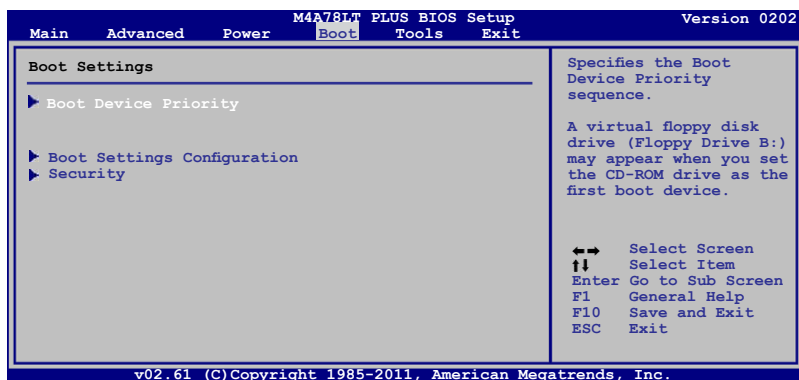 M4A78LT PLUS BIOS Setup Version 0202
Main Advanced Power Boot Tools Exit
Boot Settings
Boot Device Priority
Boot Settings Configuration
Security
Specifies the Boot
Device Priority
sequence.
A virtual floppy disk
drive (Floppy Drive B:)
may appear when you set
the CD-ROM drive as the
first boot device.
←→ Select Screen
↑↓ Select Item
Enter Go to Sub Screen
F1 General Help
F10 Save and Exit
ESC Exit
v02.61 (C)Copyright 1985-2011, American Megatrends, Inc.